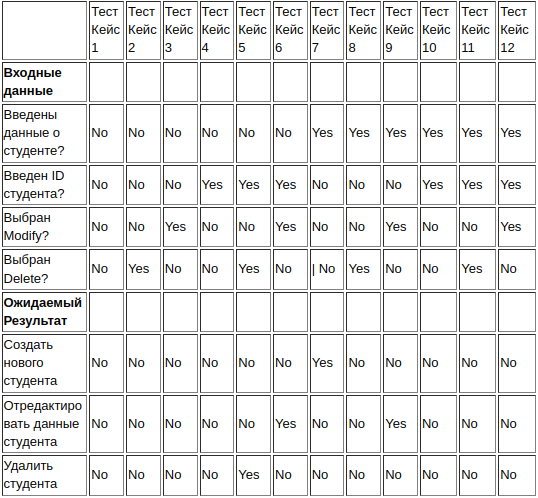 Тест Кейс 1 Тест Кейс 2 Тест Кейс 3 Тест Кейс 4 Тест Кейс 5 Тест Кейс 6 Тест Кейс 7 Тест Кейс 8 Тест Кейс 9 Тест Кейс 10 Тест Кейс 11 Тест Кейс 12
Входные данные
Введены данные о студенте? No No No No No No Yes Yes Yes Yes Yes Yes
Введен ID студента? No No No Yes Yes Yes No No No Yes Yes Yes
Выбран Modify? No No Yes No No Yes No No Yes No No Yes
Выбран Delete? No Yes No No Yes No | No Yes No No Yes No
Ожидаемый Результат
Создать нового студента No No No No No No Yes No No No No No
Отредактировать данные студента No No No No No Yes No No Yes No No No
Удалить студента No No No No Yes No No No No No No No